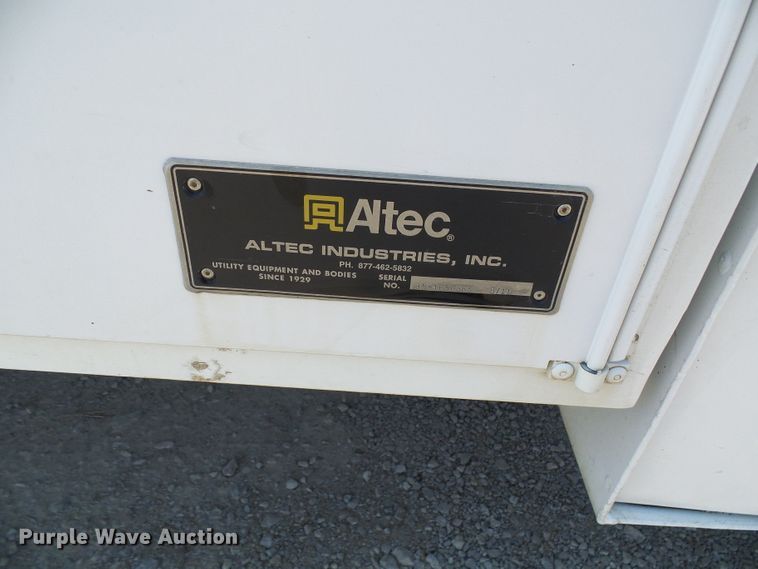 Altec®
ALTEC INDUSTRIES, INC.
PH. 877-462-5832
UTILITY EQUIPMENT AND BODIES
SINCE 1929
SERIAL
NO.
Purple Wave Auction